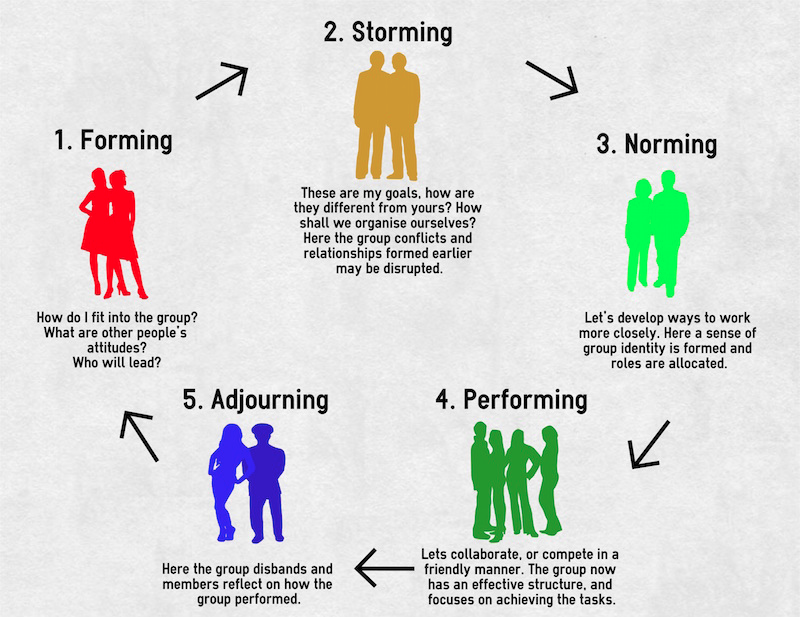 1. Forming
How do I fit into the group?
What are other people's
attitudes?
Who will lead?
2. Storming
These are my goals, how are
they different from yours? How
shall we organise ourselves?
Here the group conflicts and
relationships formed earlier
may be disrupted.
3. Norming
Let's develop ways to work
more closely. Here a sense of
group identity is formed and
roles are allocated.
4. Performing
Lets collaborate, or compete in a
friendly manner. The group now
has an effective structure, and
focuses on achieving the tasks.
5. Adjourning
Here the group disbands and
members reflect on how the
group performed.